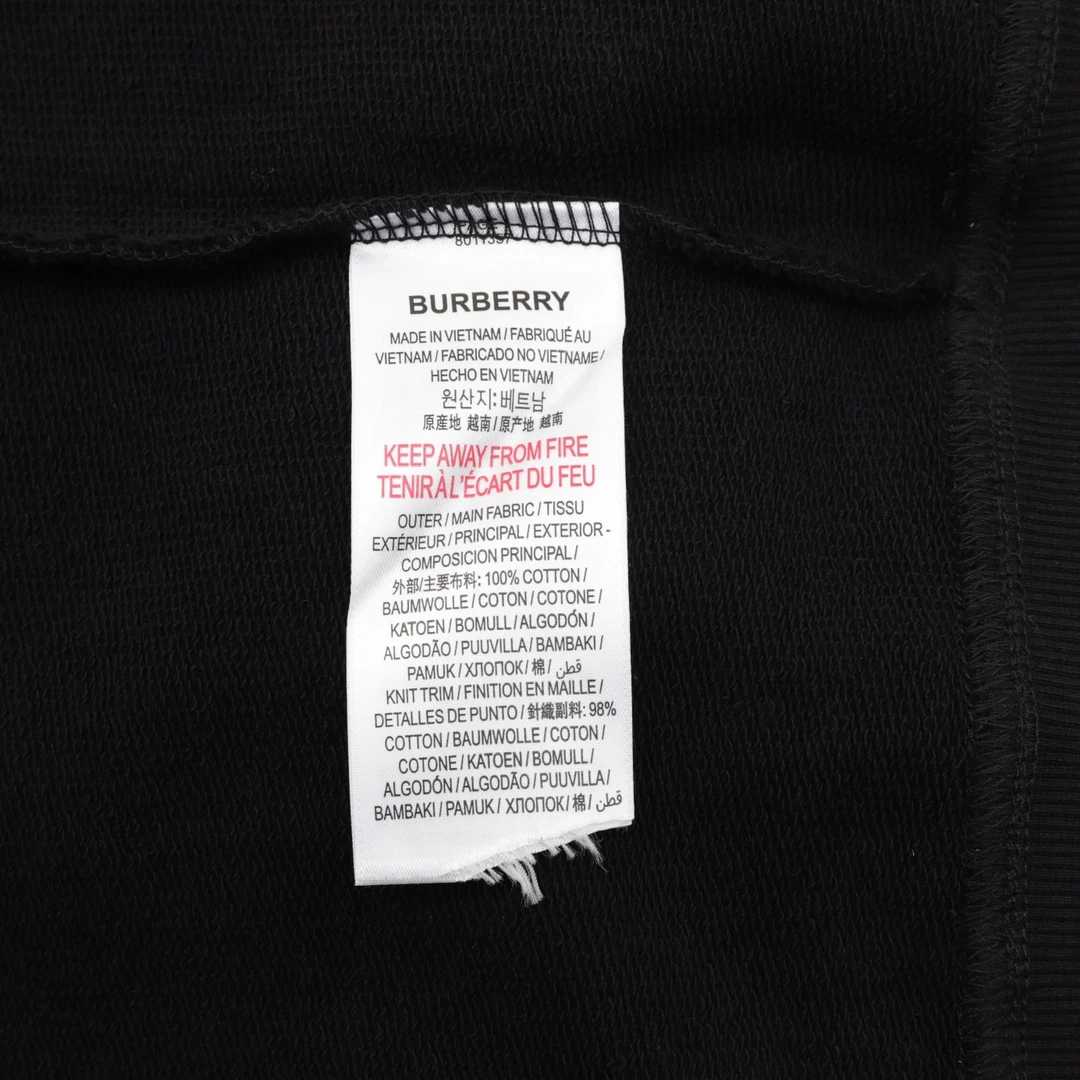 BURBERRY
MADE IN VIETNAM / FABRIQUÉ AU
VIETNAM / FABRICADO NO VIETNAME /
HECHO EN VIETNAM
원산지: 베트남
原産地 越南 / 原产地 越南
KEEP AWAY FROM FIRE
TENIR À L'ÉCART DU FEU
OUTER / MAIN FABRIC / TISSU
EXTÉRIEUR / PRINCIPAL / EXTERIOR -
COMPOSICION PRINCIPAL /
外部/主要布料: 100% COTTON /
BAUMWOLLE / COTON / COTONE /
KATOEN / BOMULL / ALGODÓN /
ALGODÃO / PUUVILLA / BAMBAKI /
PAMUK / ХЛОПОК / 棉 / قطن
KNIT TRIM / FINITION EN MAILLE /
DETALLES DE PUNTO / 針織副料: 98%
COTTON / BAUMWOLLE / COTON /
COTONE / KATOEN / BOMULL /
ALGODÓN / ALGODÃO / PUUVILLA /
BAMBAKI / PAMUK / ХЛОПОК / 棉 / قطن